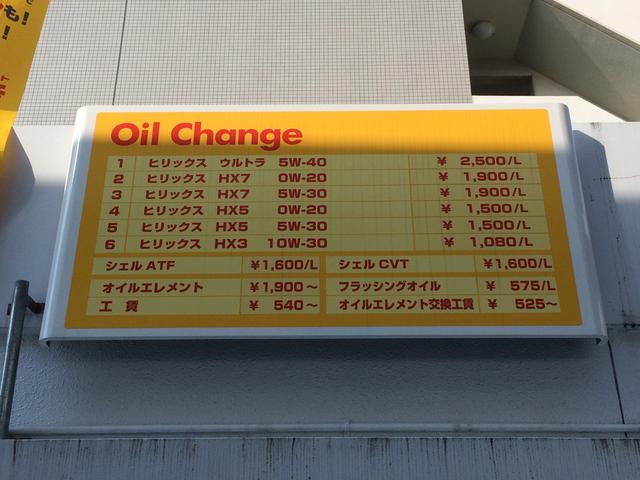 も!
!
Oil Change
1 ヒリックス ウルトラ 5W-40 ¥ 2,500/L
2 ヒリックス HX7 0W-20 ¥ 1,900/L
3 ヒリックス HX7 5W-30 ¥ 1,900/L
4 ヒリックス HX5 0W-20 ¥ 1,500/L
5 ヒリックス HX5 5W-30 ¥ 1,500/L
6 ヒリックス HX3 10W-30 ¥ 1,080/L
シェル ATF ¥1,600/L シェル CVT ¥1,600/L
オイルエレメント ¥1,900～ フラッシングオイル ¥ 575/L
工 賃 ¥ 540～ オイルエレメント交換工賃 ¥ 525～